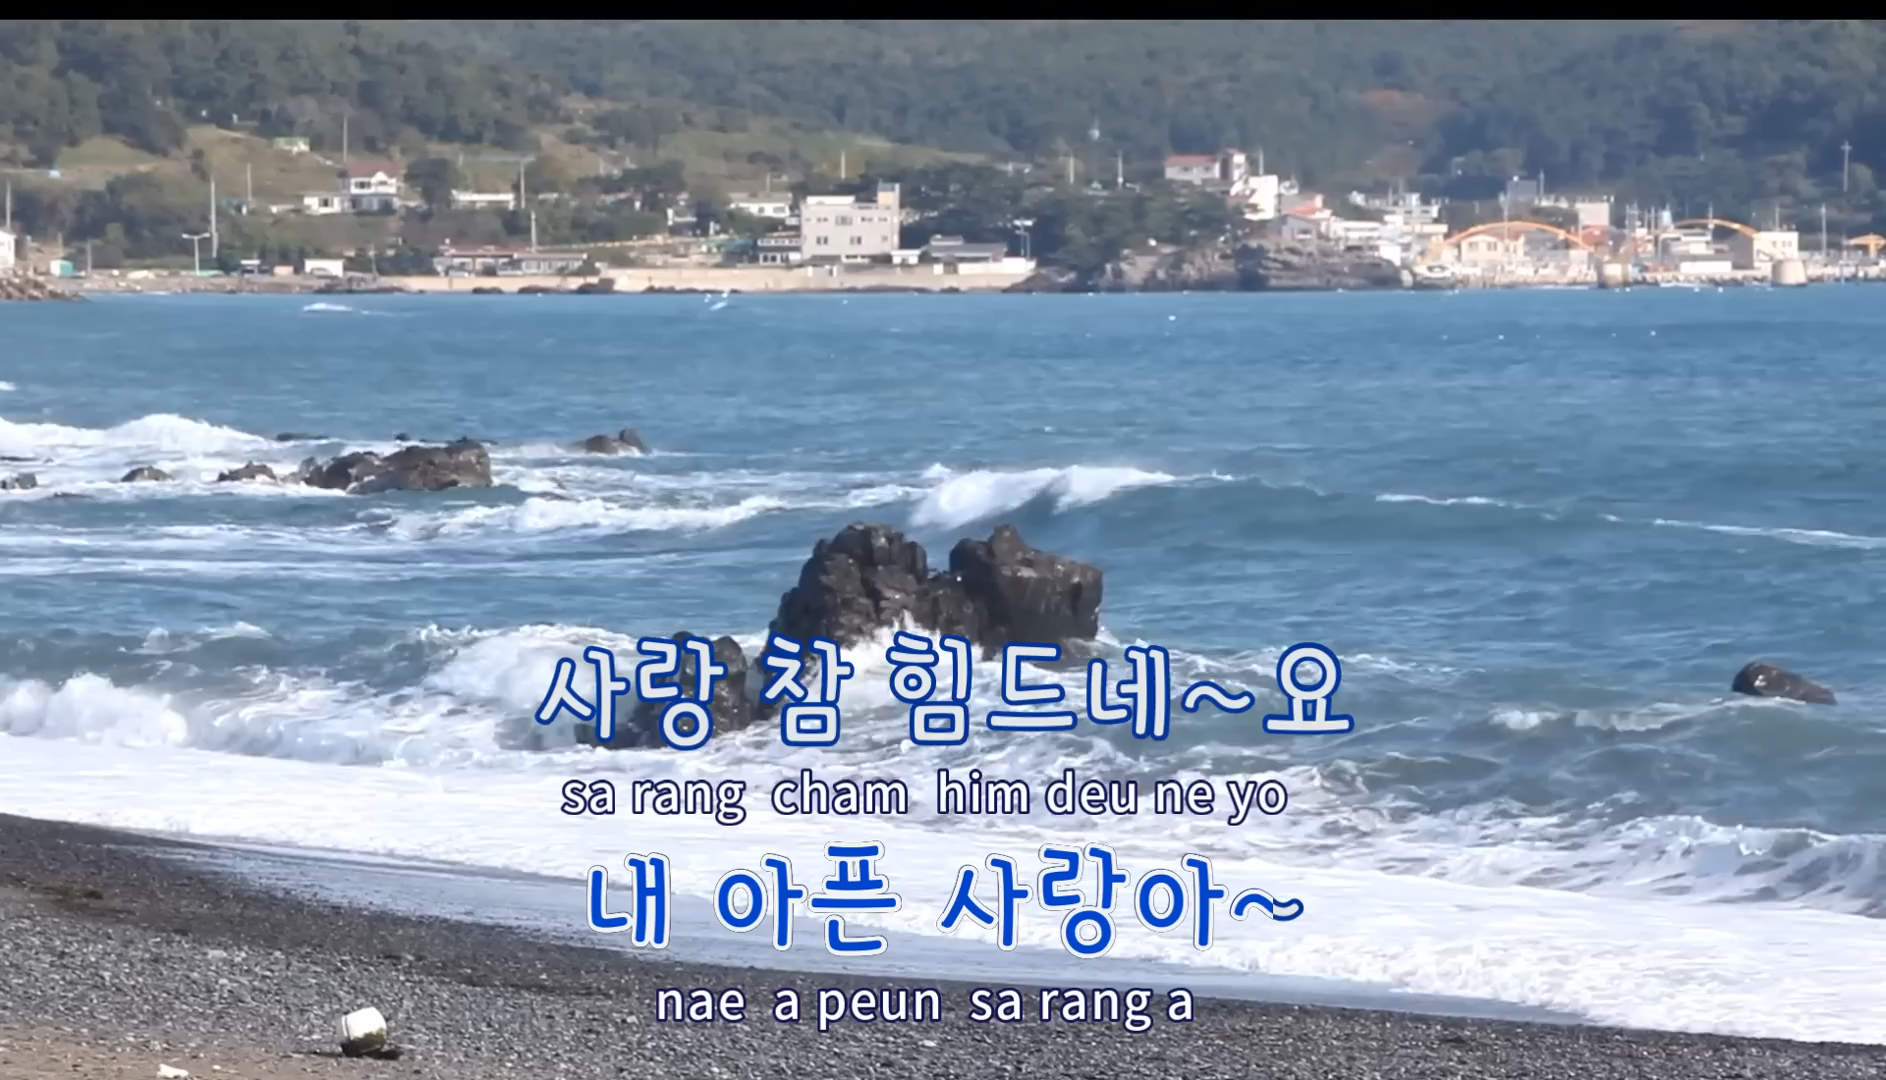 사랑 참 힘드네~요
sa rang cham him deu ne yo
내 아픈 사랑아~
nae a peun sa rang a